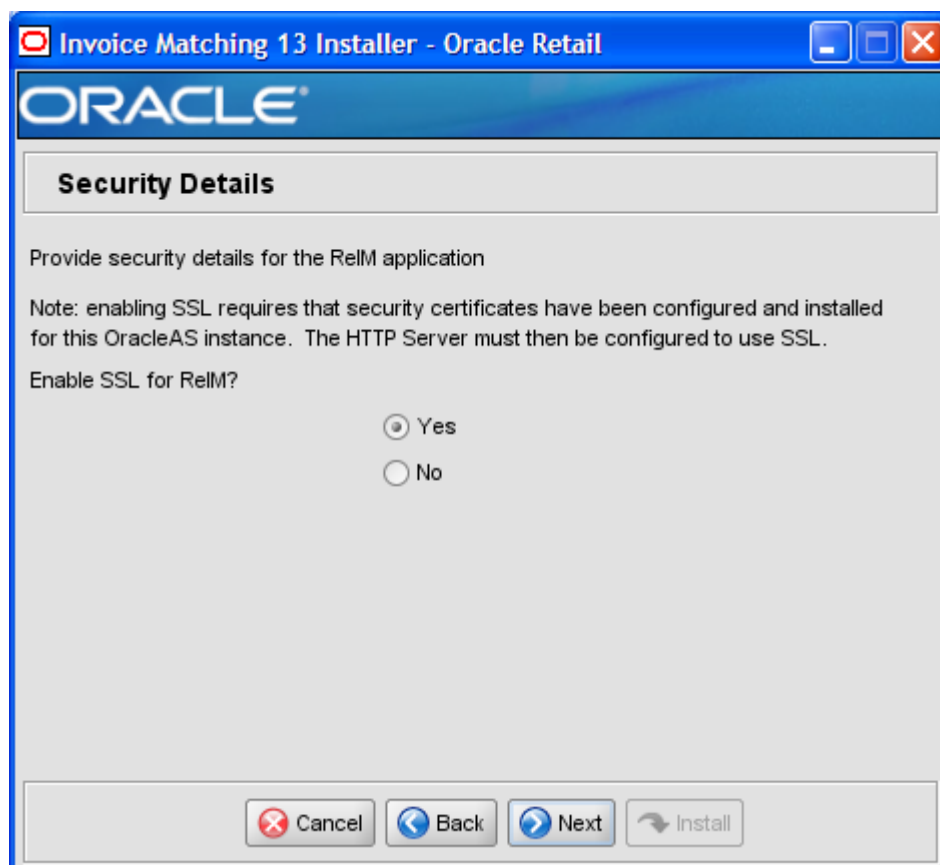 Invoice Matching 13 Installer - Oracle Retail
ORACLE®
Security Details
Provide security details for the ReIM application
Note: enabling SSL requires that security certificates have been configured and installed
for this OracleAS instance. The HTTP Server must then be configured to use SSL.
Enable SSL for ReIM?
Yes
No
Cancel
Back
Next
Install